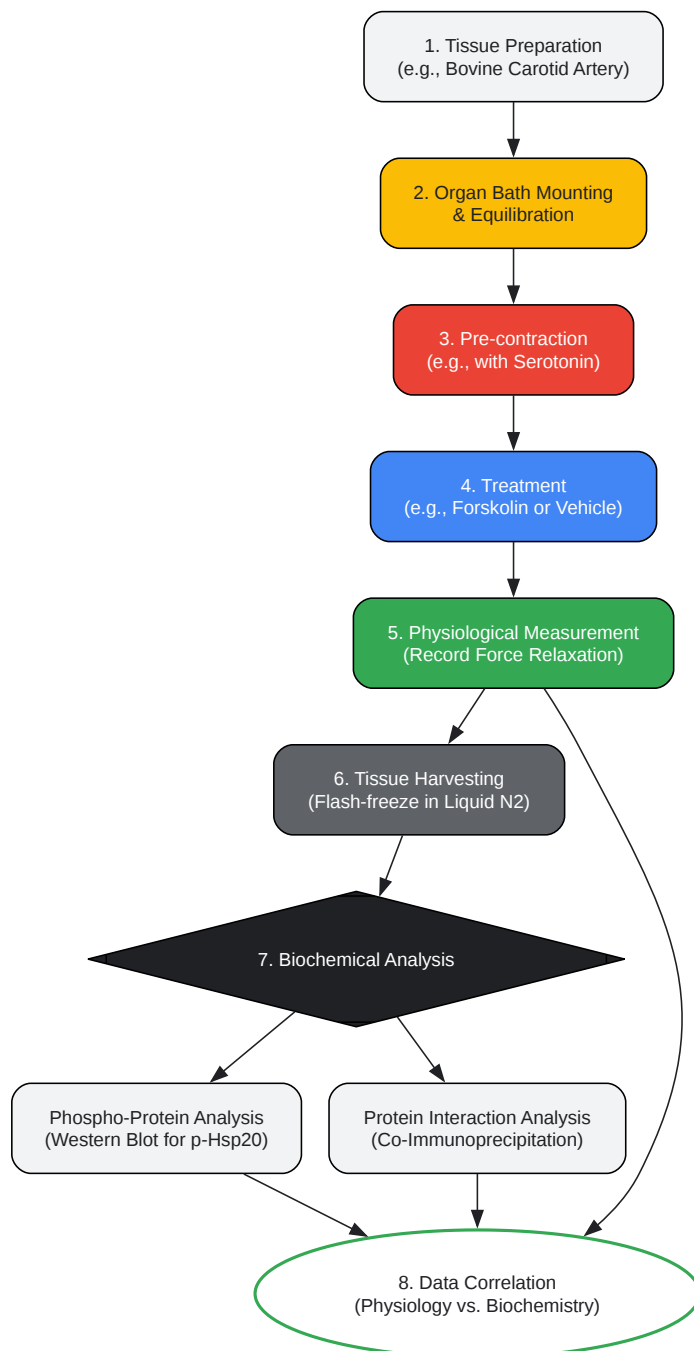 1. Tissue Preparation
(e.g., Bovine Carotid Artery)
2. Organ Bath Mounting
& Equilibration
3. Pre-contraction
(e.g., with Serotonin)
4. Treatment
(e.g., Forskolin or Vehicle)
5. Physiological Measurement
(Record Force Relaxation)
6. Tissue Harvesting
(Flash-freeze in Liquid N2)
7. Biochemical Analysis
Phospho-Protein Analysis
(Western Blot for p-Hsp20)
Protein Interaction Analysis
(Co-Immunoprecipitation)
8. Data Correlation
(Physiology vs. Biochemistry)